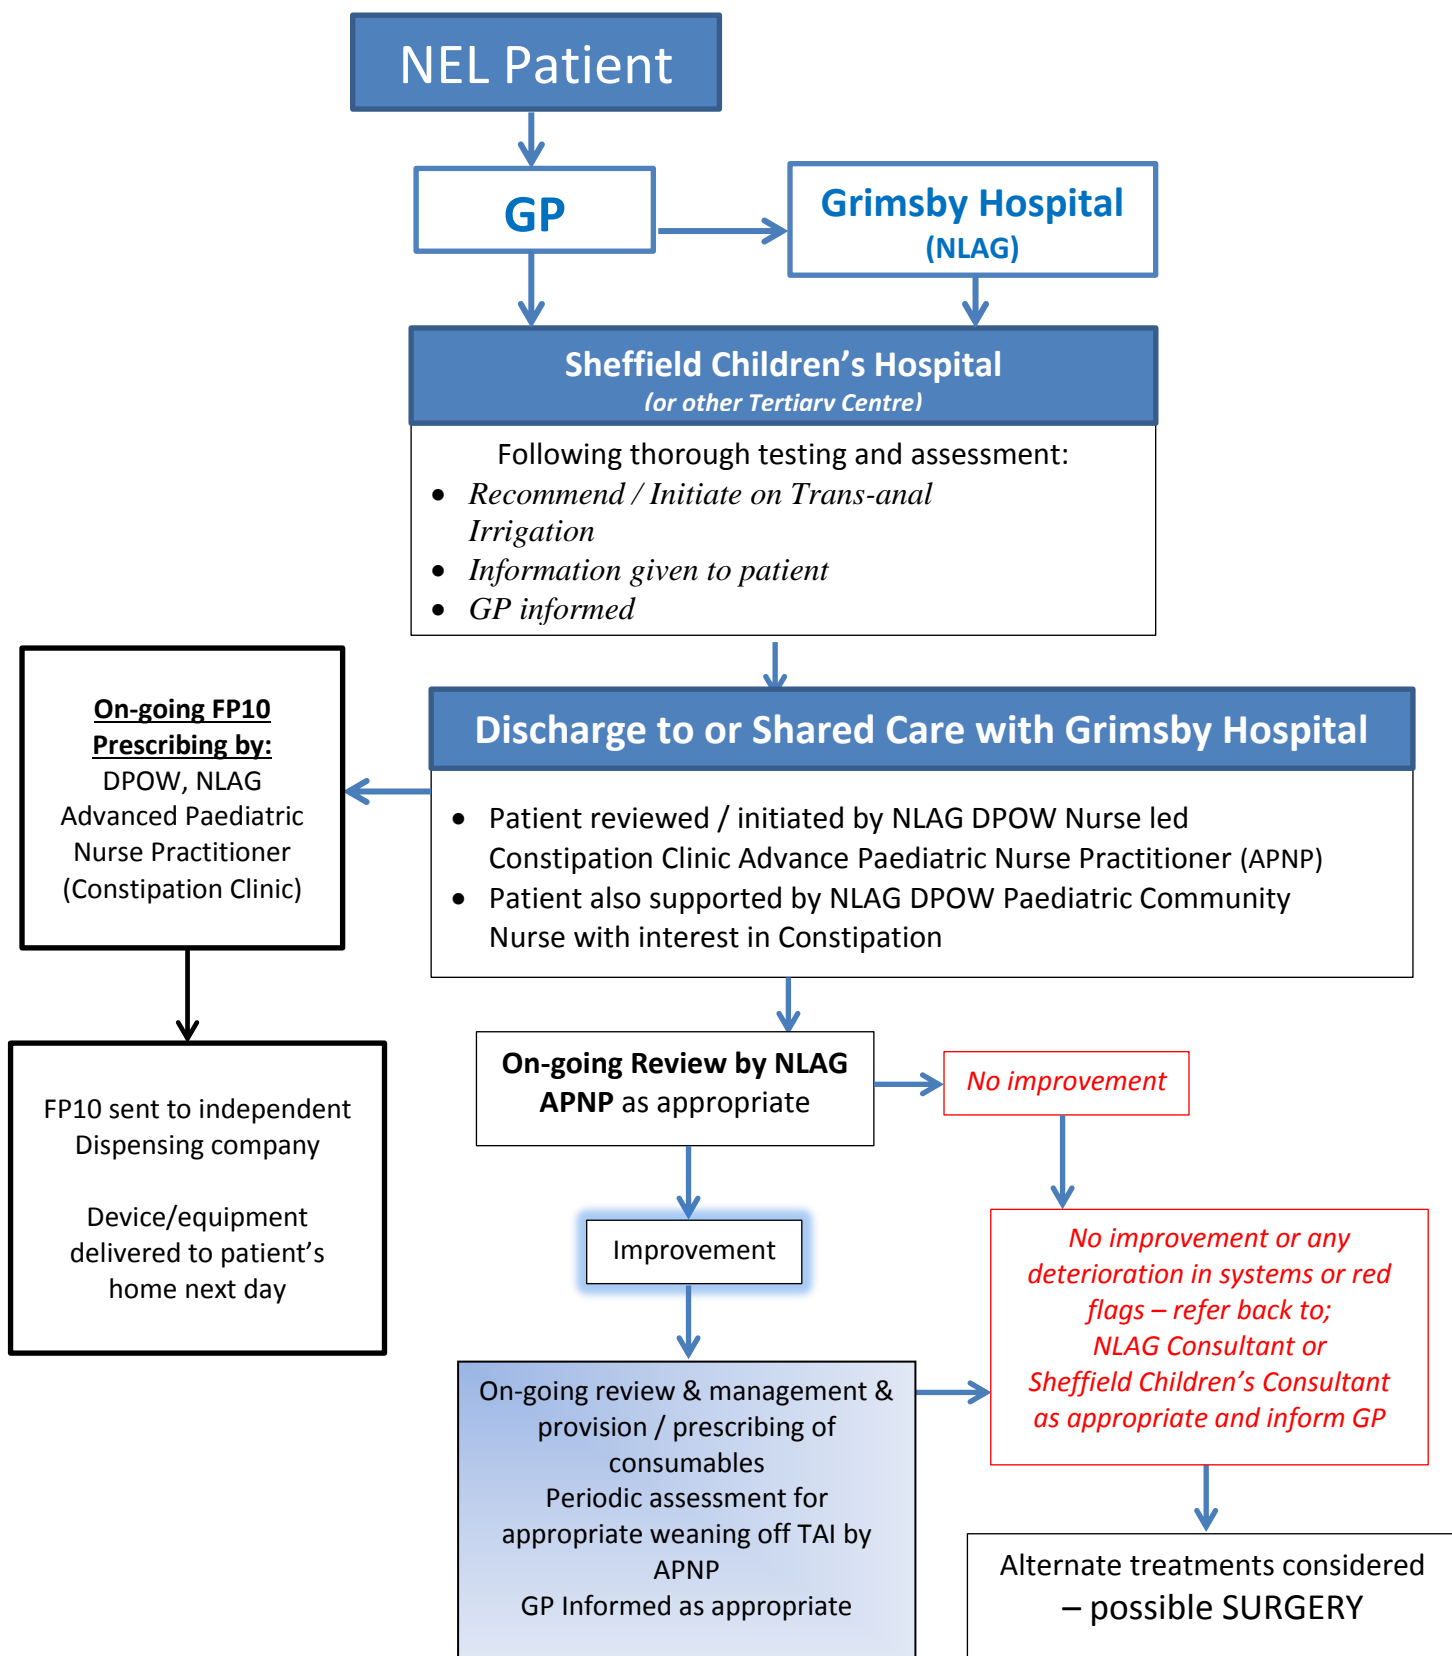 NEL Patient
GP
Grimsby Hospital
(NLAG)
Sheffield Children's Hospital
(or other Tertiary Centre)
Following thorough testing and assessment:
• Recommend / Initiate on Trans-anal
Irrigation
• Information given to patient
• GP informed
On-going FP10
Prescribing by:
DPOW, NLAG
Advanced Paediatric
Nurse Practitioner
(Constipation Clinic)
Discharge to or Shared Care with Grimsby Hospital
• Patient reviewed / initiated by NLAG DPOW Nurse led
Constipation Clinic Advance Paediatric Nurse Practitioner (APNP)
• Patient also supported by NLAG DPOW Paediatric Community
Nurse with interest in Constipation
FP10 sent to independent
Dispensing company
Device/equipment
delivered to patient's
home next day
On-going Review by NLAG
APNP as appropriate
No improvement
Improvement
No improvement or any
deterioration in systems or red
flags – refer back to;
NLAG Consultant or
Sheffield Children's Consultant
as appropriate and inform GP
On-going review & management &
provision / prescribing of
consumables
Periodic assessment for
appropriate weaning off TAI by
APNP
GP Informed as appropriate
Alternate treatments considered
– possible SURGERY